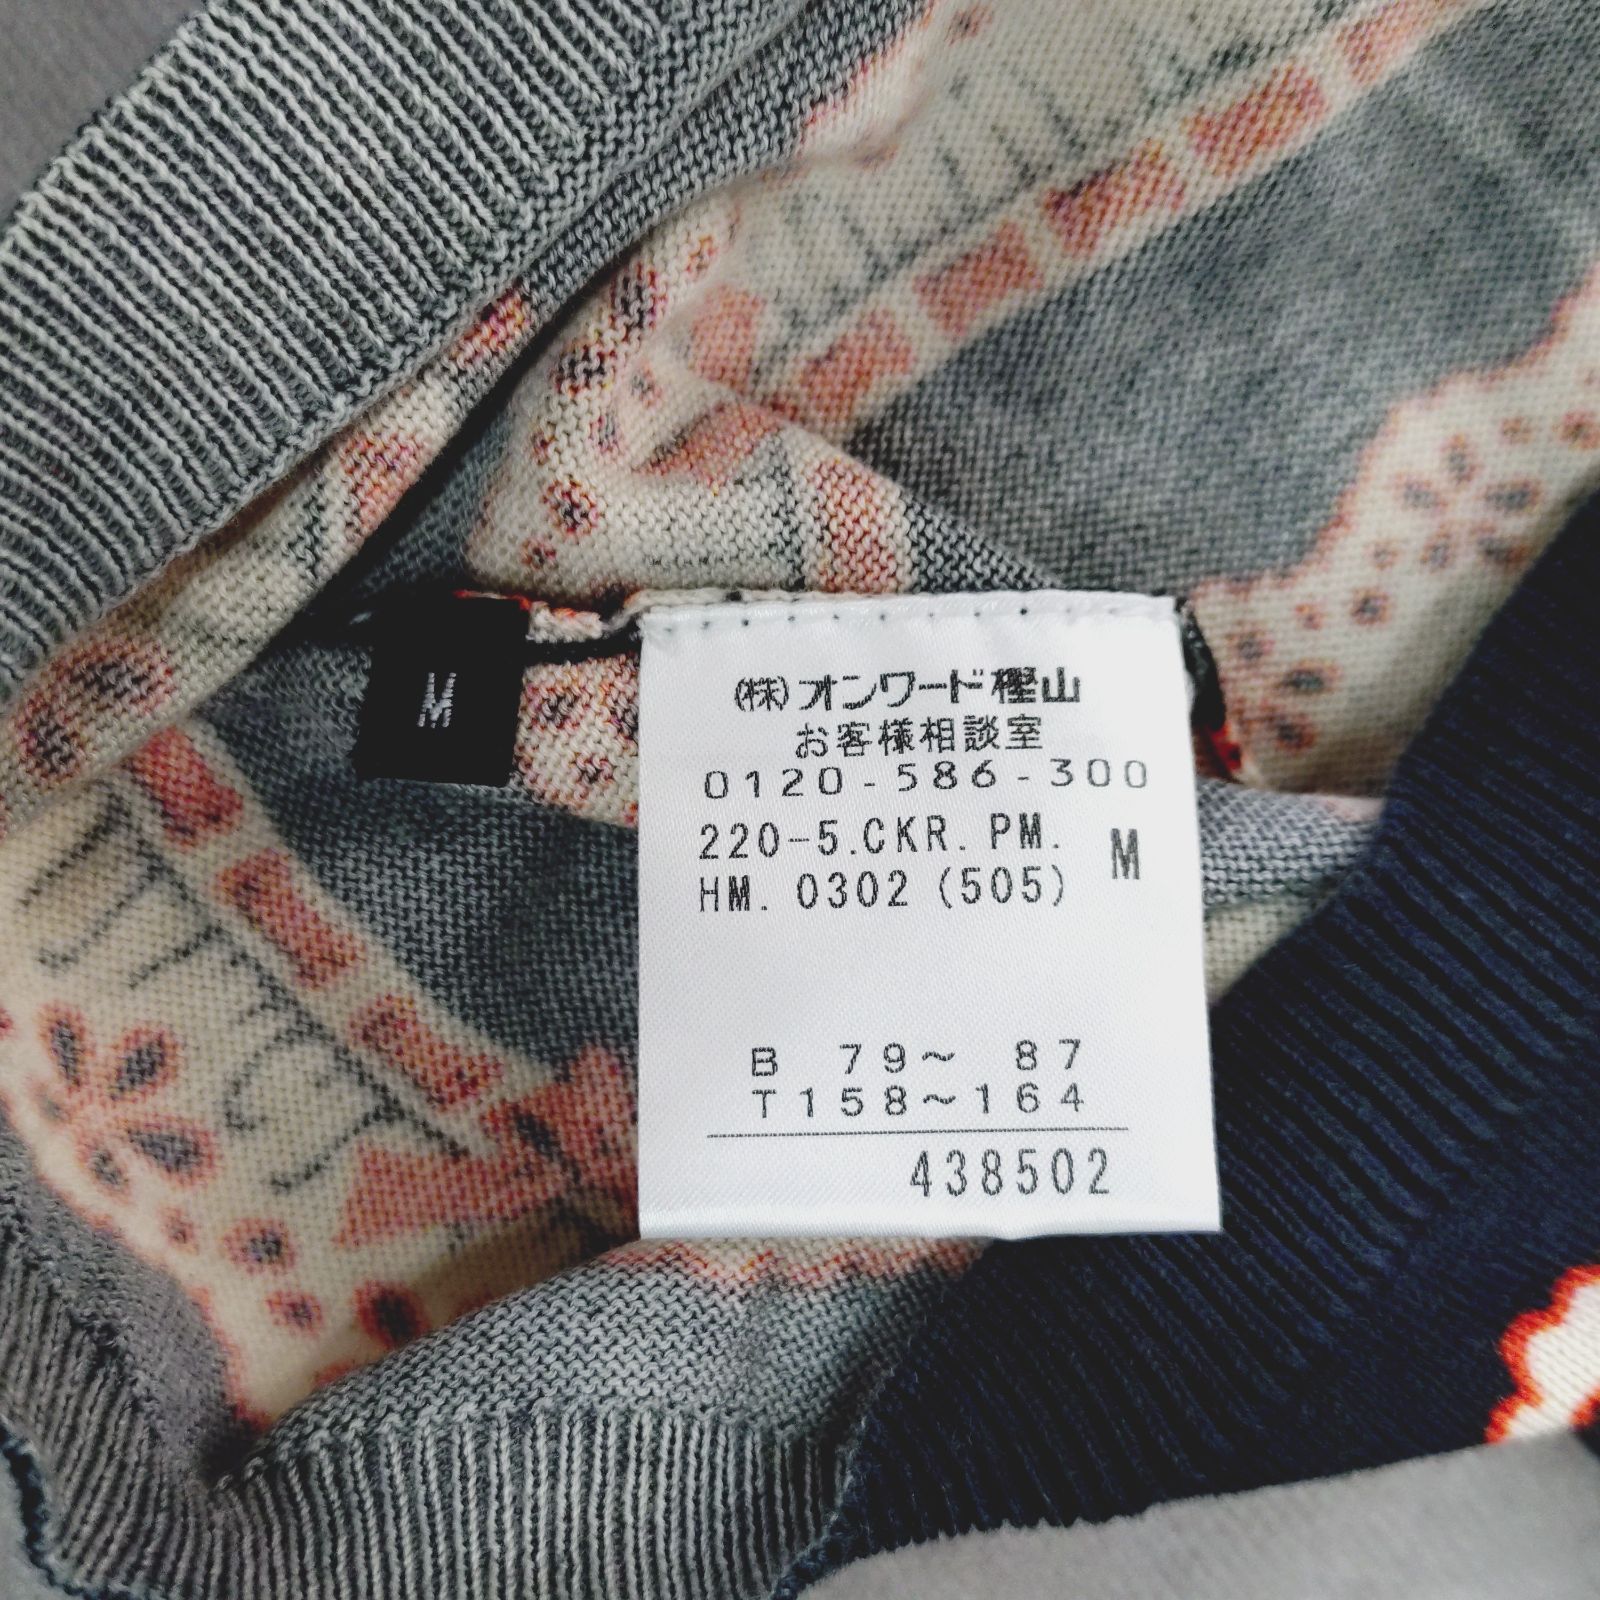 M
(株)オンワード樫山
お客様相談室
0120-586-300
220-5.CKR. PM. M
HM. 0302 (505)
B 79～ 87
T158～164
438502